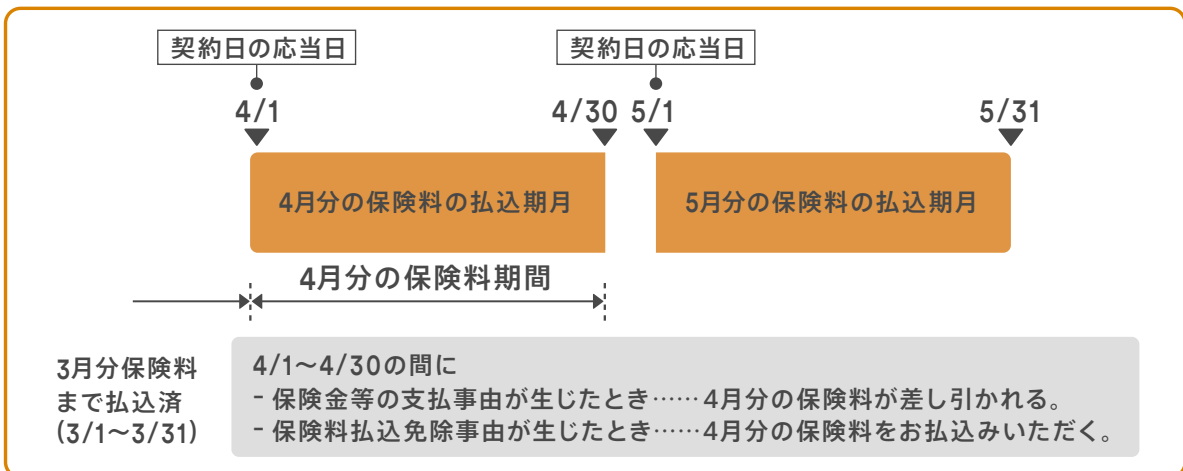 契約日の応当日
契約日の応当日
4/1
4/30
5/1
5/31
4月分の保険料の払込期月
5月分の保険料の払込期月
4月分の保険料期間
3月分保険料
まで払込済
(3/1〜3/31)
4/1〜4/30の間に
- 保険金等の支払事由が生じたとき……4月分の保険料が差し引かれる。
- 保険料払込免除事由が生じたとき……4月分の保険料をお払込みいただく。